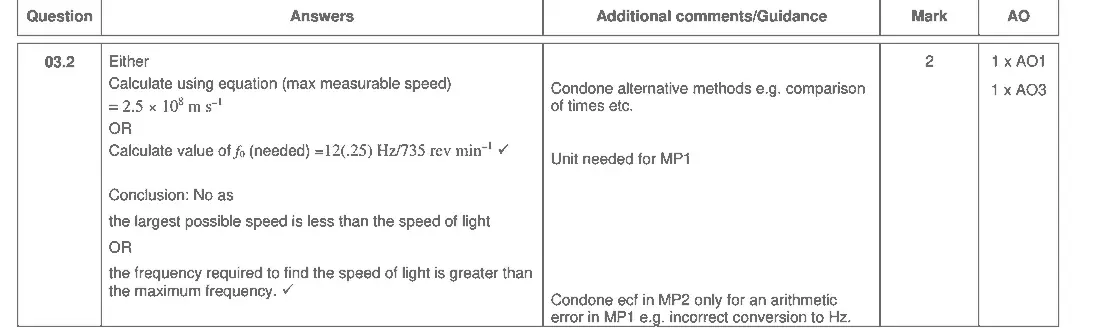 Question Answers Additional comments/Guidance Mark AO
03.2 Either 2 1 x AO1
Calculate using equation (max measurable speed)
= 2.5 × 10⁸ m s⁻¹
OR
Calculate value of f₀ (needed) =12(.25) Hz/735 rev min⁻¹ ✓
Conclusion: No as
the largest possible speed is less than the speed of light
OR
the frequency required to find the speed of light is greater than
the maximum frequency. ✓
Condone alternative methods e.g. comparison
of times etc.
Unit needed for MP1
Condone ecf in MP2 only for an arithmetic
error in MP1 e.g. incorrect conversion to Hz.
1 x AO3